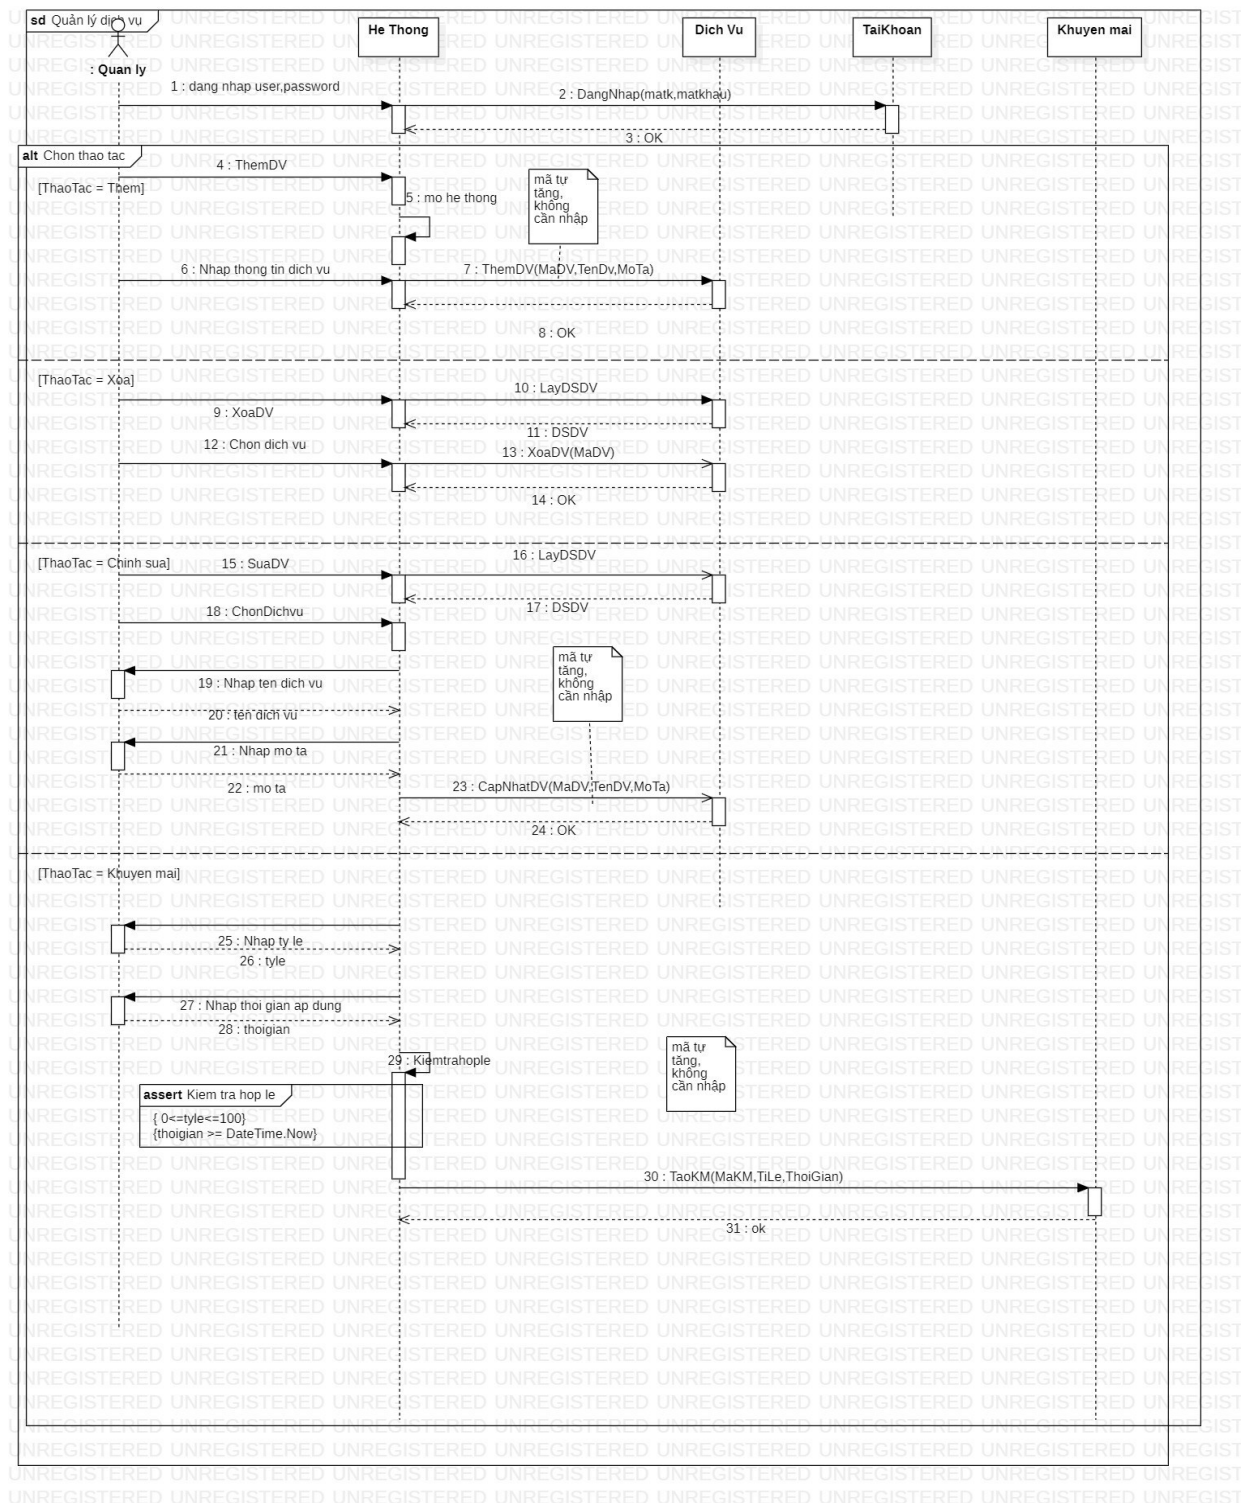 sd Quản lý dịch vụ
He Thong
Dich Vu
TaiKhoan
Khuyen mai
: Quan ly
1 : dang nhap user,password
2 : DangNhap(matk,matkhau)
3 : OK
alt Chon thao tac
4 : ThemDV
[ThaoTac = Them]
5 : mo he thong
mã tự
tăng,
không
cần nhập
6 : Nhap thong tin dich vu
7 : ThemDV(MaDV,TenDv,MoTa)
8 : OK
[ThaoTac = Xoa]
10 : LayDSDV
9 : XoaDV
11 : DSDV
12 : Chon dich vu
13 : XoaDV(MaDV)
14 : OK
[ThaoTac = Chinh sua]
15 : SuaDV
16 : LayDSDV
17 : DSDV
18 : ChonDichvu
mã tự
tăng,
không
cần nhập
19 : Nhap ten dich vu
20 : ten dich vu
21 : Nhap mo ta
22 : mo ta
23 : CapNhatDV(MaDV,TenDV,MoTa)
24 : OK
[ThaoTac = Khuyen mai]
25 : Nhap ty le
26 : tyle
27 : Nhap thoi gian ap dung
28 : thoigian
29 : Kiemtrahople
mã tự
tăng,
không
cần nhập
assert Kiem tra hop le
{ 0<=tyle<=100}
{thoigian >= DateTime.Now}
30 : TaoKM(MaKM,TiLe,ThoiGian)
31 : ok
UNREGISTERED